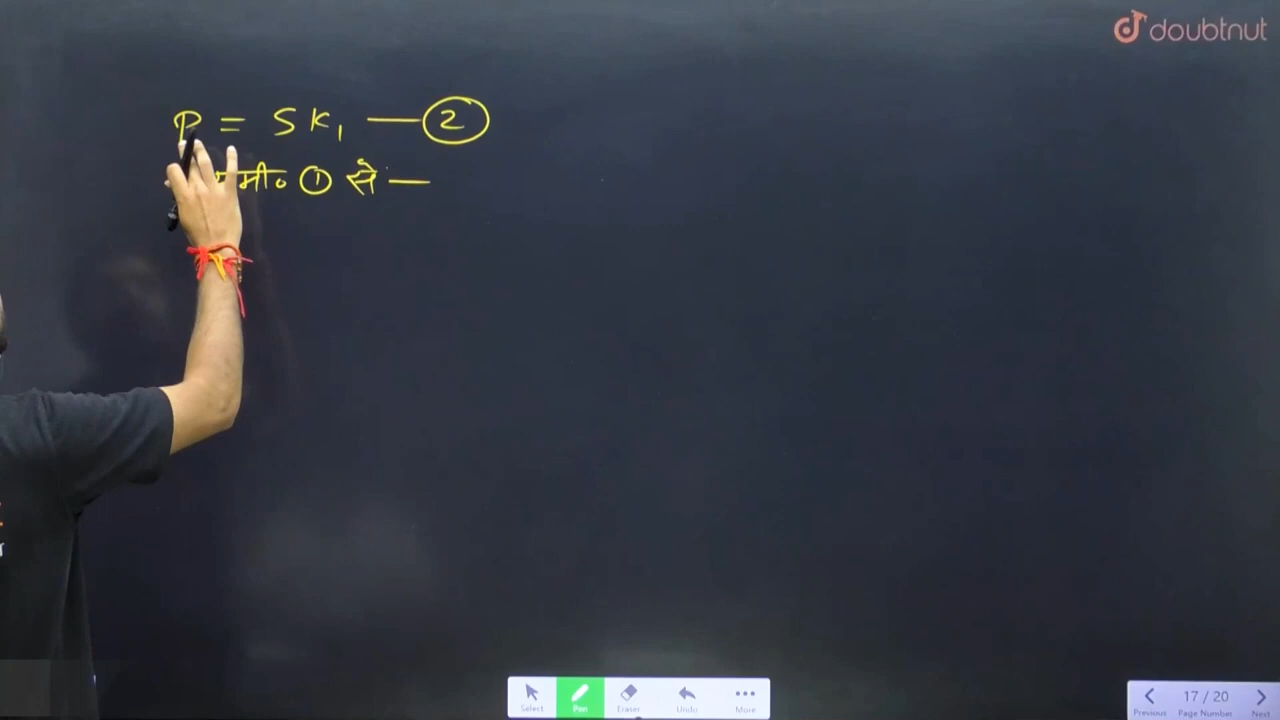 doubtnut
P = SK₁ — ②
समी० ① से —
Select Pen Eraser Undo More
17 / 20
Previous Page Number Next